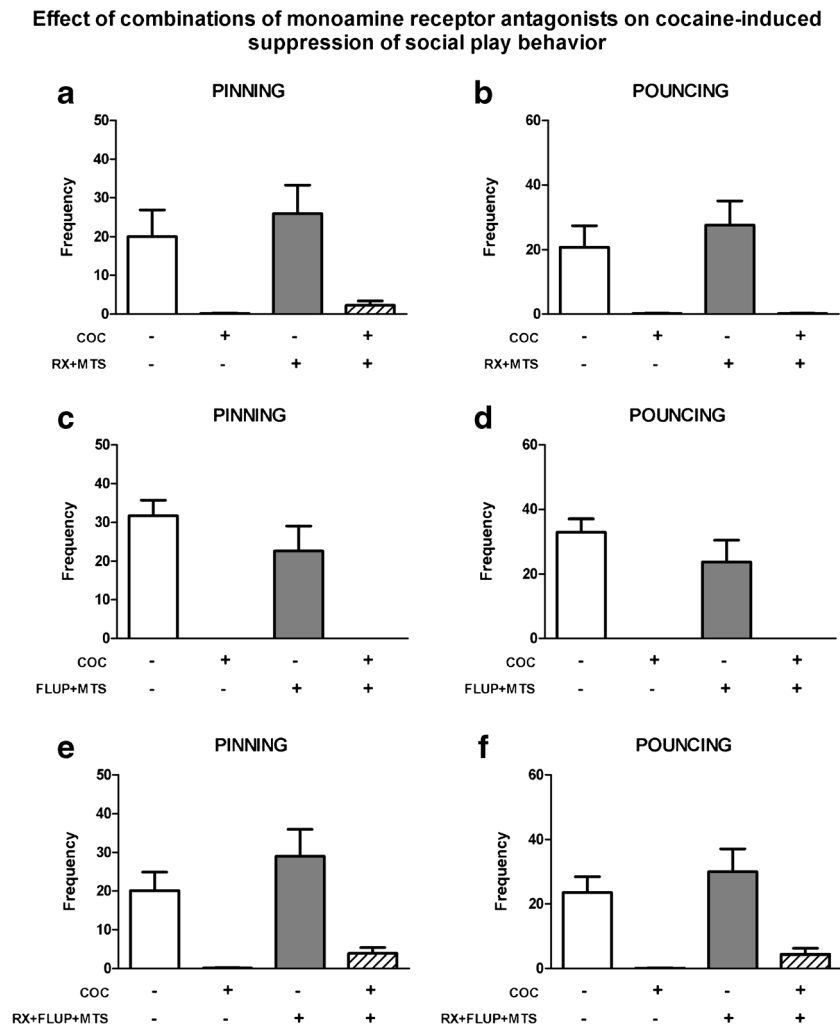 Effect of combinations of monoamine receptor antagonists on cocaine-induced
suppression of social play behavior
a PINNING
50
40
30
20
10
0
Frequency
COC - + - +
RX+MTS - - + +
b POUCING
60
40
20
0
Frequency
COC - + - +
RX+MTS - - + +
c PINNING
50
40
30
20
10
0
Frequency
COC - + - +
FLUP+MTS - - + +
d POUNCING
60
40
20
0
Frequency
COC - + - +
FLUP+MTS - - + +
e PINNING
50
40
30
20
10
0
Frequency
COC - + - +
RX+FLUP+MTS - - + +
f POUNCING
60
40
20
0
Frequency
COC - + - +
RX+FLUP+MTS - - + +